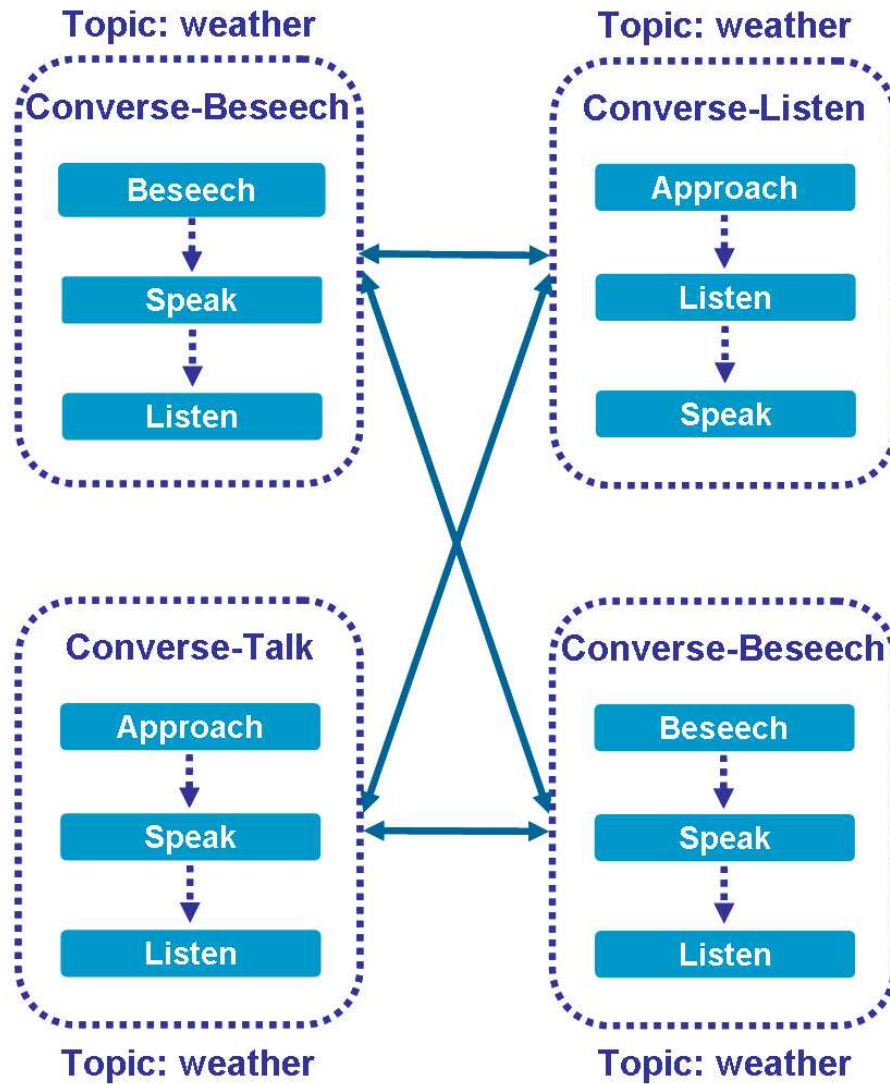 Topic: weather
Converse-Beseech
Beseech
Speak
Listen
Topic: weather
Converse-Listen
Approach
Listen
Speak
Converse-Talk
Approach
Speak
Listen
Topic: weather
Converse-Beseech
Beseech
Speak
Listen
Topic: weather